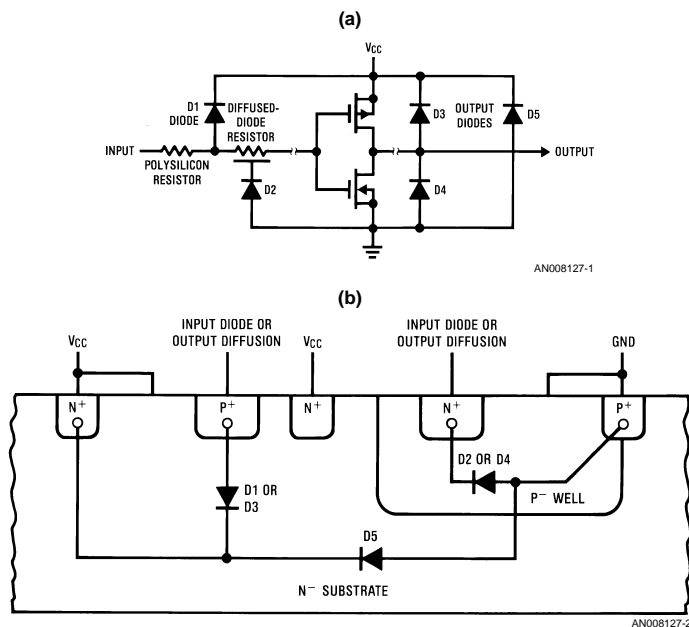 (a)
VCC
D1
DIODE
DIFFUSED-
DIODE
RESISTOR
D3
OUTPUT
DIODES
D5
INPUT
POLYSILICON
RESISTOR
OUTPUT
D2
D4
AN008127-1
(b)
VCC
INPUT DIODE OR
OUTPUT DIFFUSION
VCC
INPUT DIODE OR
OUTPUT DIFFUSION
GND
N+
P+
N+
N+
P+
D2 OR D4
P− WELL
D1 OR
D3
D5
N− SUBSTRATE
AN008127-2